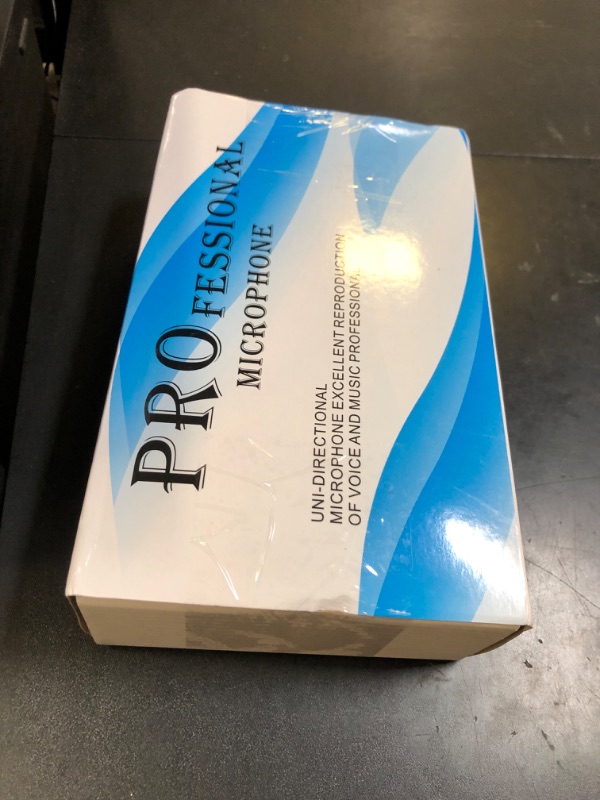 PROFESSIONAL
MICROPHONE
UNI-DIRECTIONAL
MICROPHONE EXCELLENT REPRODUCTION
OF VOICE AND MUSIC PROFESSIONAL